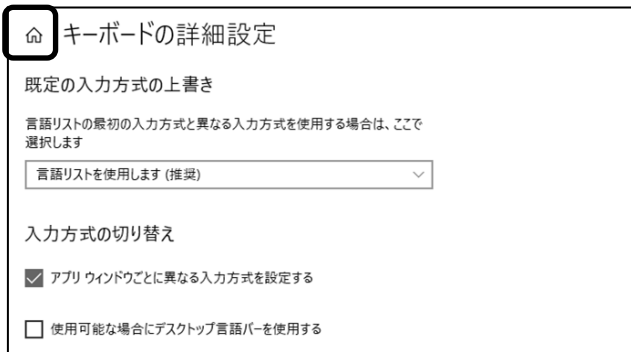 キーボードの詳細設定
既定の入力方式の上書き
言語リストの最初の入力方式と異なる入力方式を使用する場合は、ここで
選択します
言語リストを使用します (推奨)
入力方式の切り替え
アプリ ウィンドウごとに異なる入力方式を設定する
使用可能な場合にデスクトップ言語バーを使用する